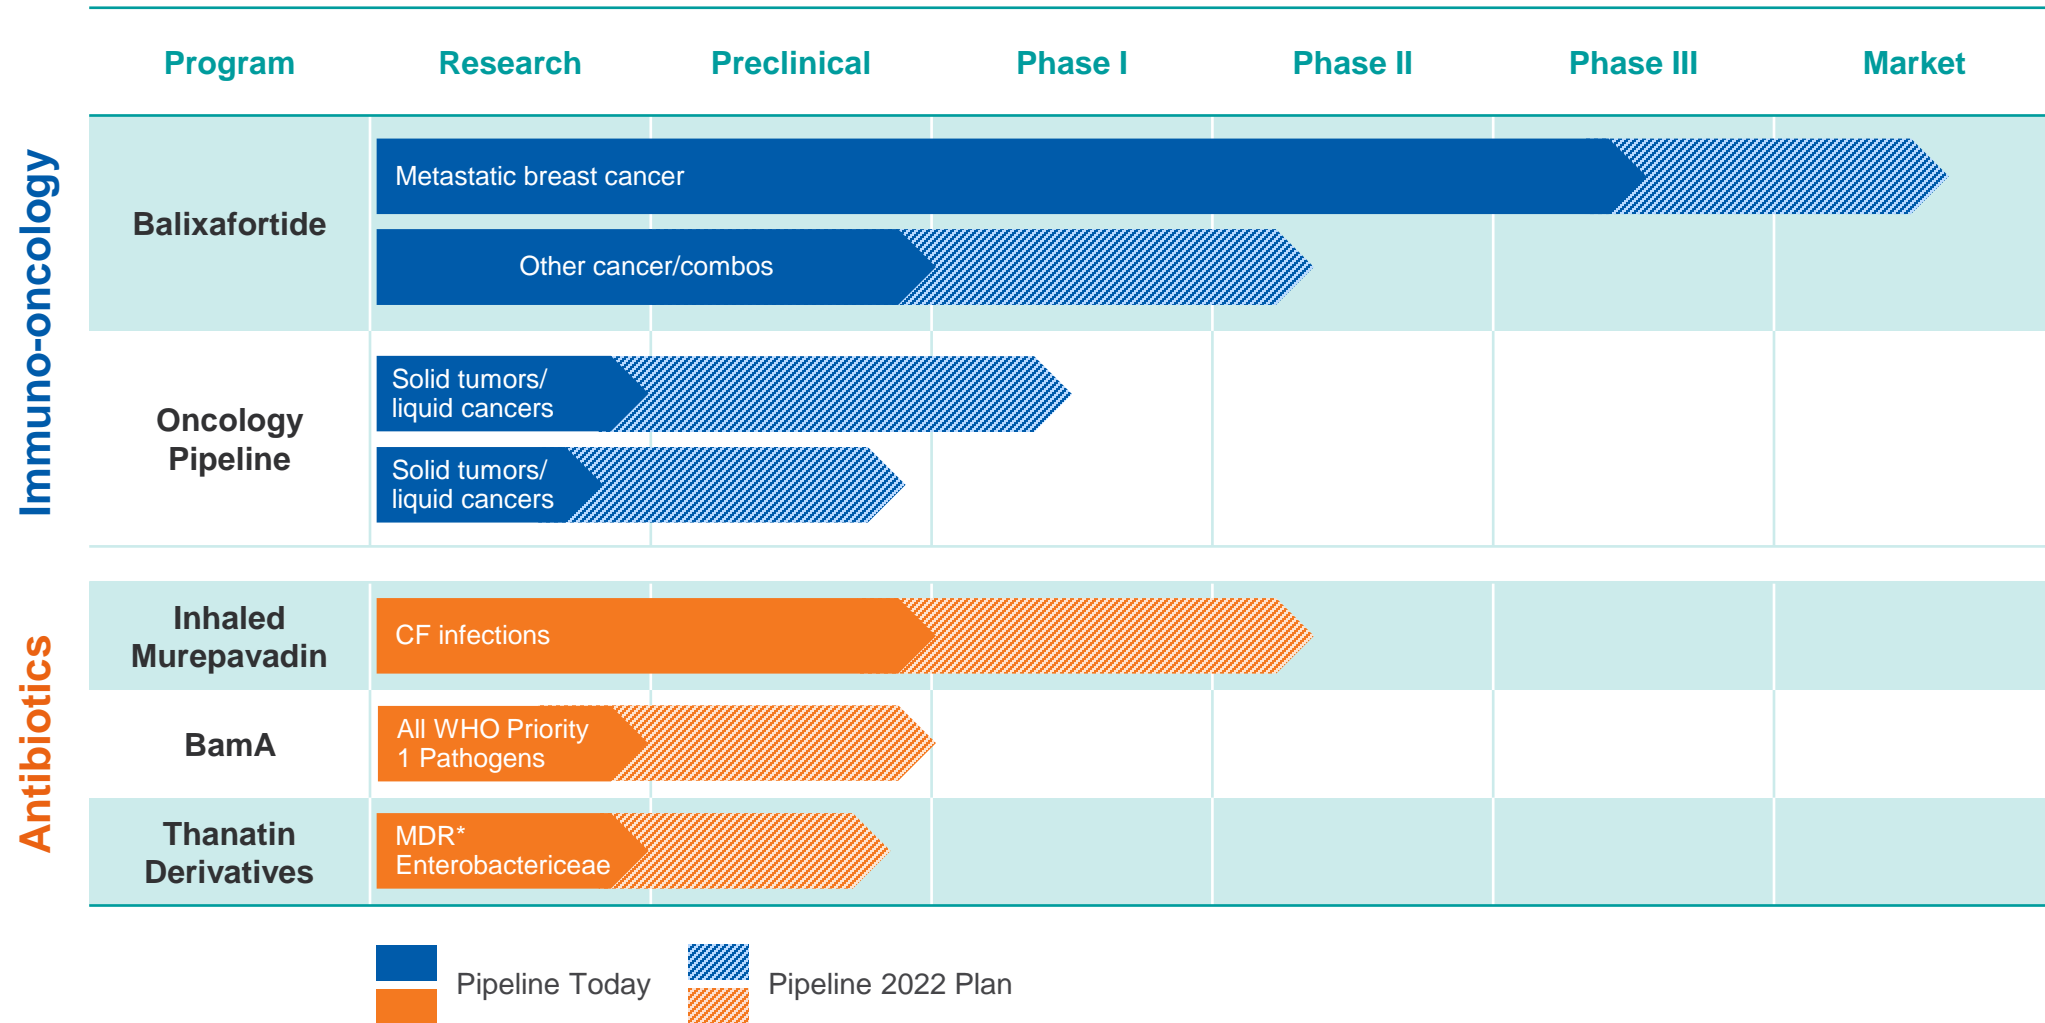 Program
Research
Preclinical
Phase I
Phase II
Phase III
Market
Immuno-oncology
Balixafortide
Metastatic breast cancer
Other cancer/combos
Oncology
Pipeline
Solid tumors/
liquid cancers
Solid tumors/
liquid cancers
Antibiotics
Inhaled
Murepavadin
CF infections
BamA
All WHO Priority
1 Pathogens
Thanatin
Derivatives
MDR*
Enterobactericeae
Pipeline Today
Pipeline 2022 Plan